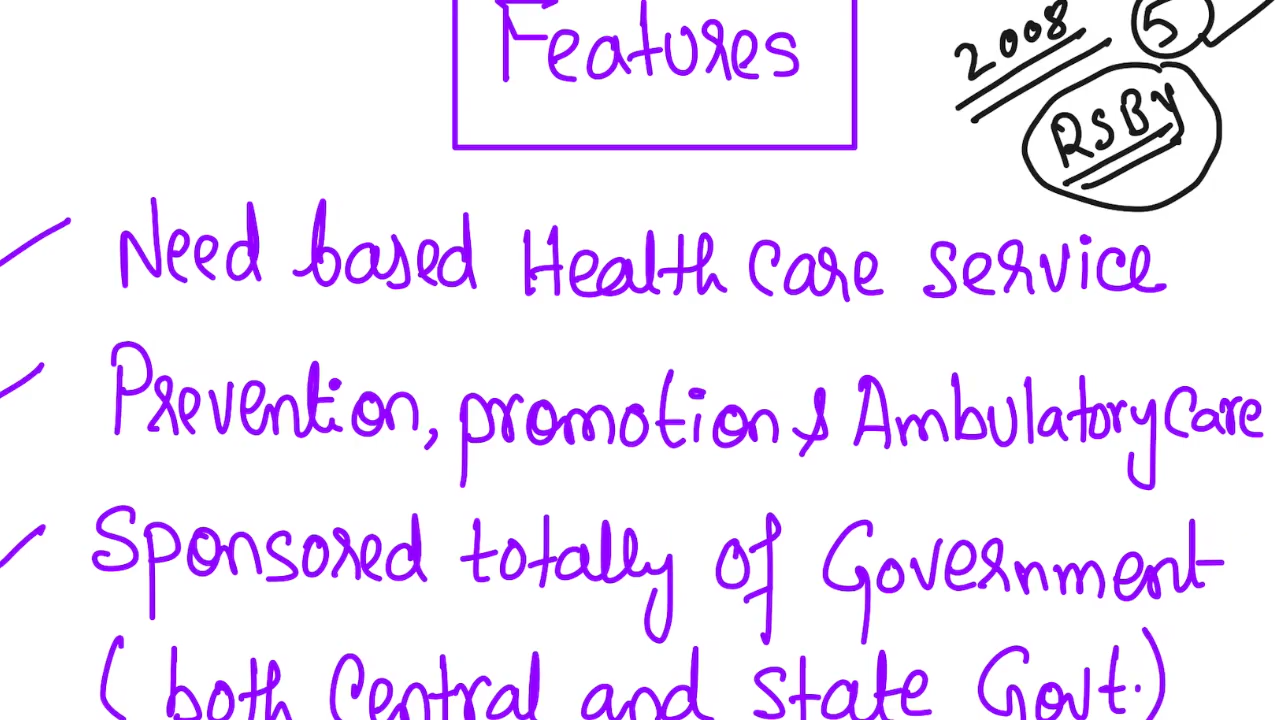 Features
2008
5
RSBY
Need based Health care service
Prevention, promotion & Ambulatory care
Sponsored totally of Government
(both Central and state Govt.)